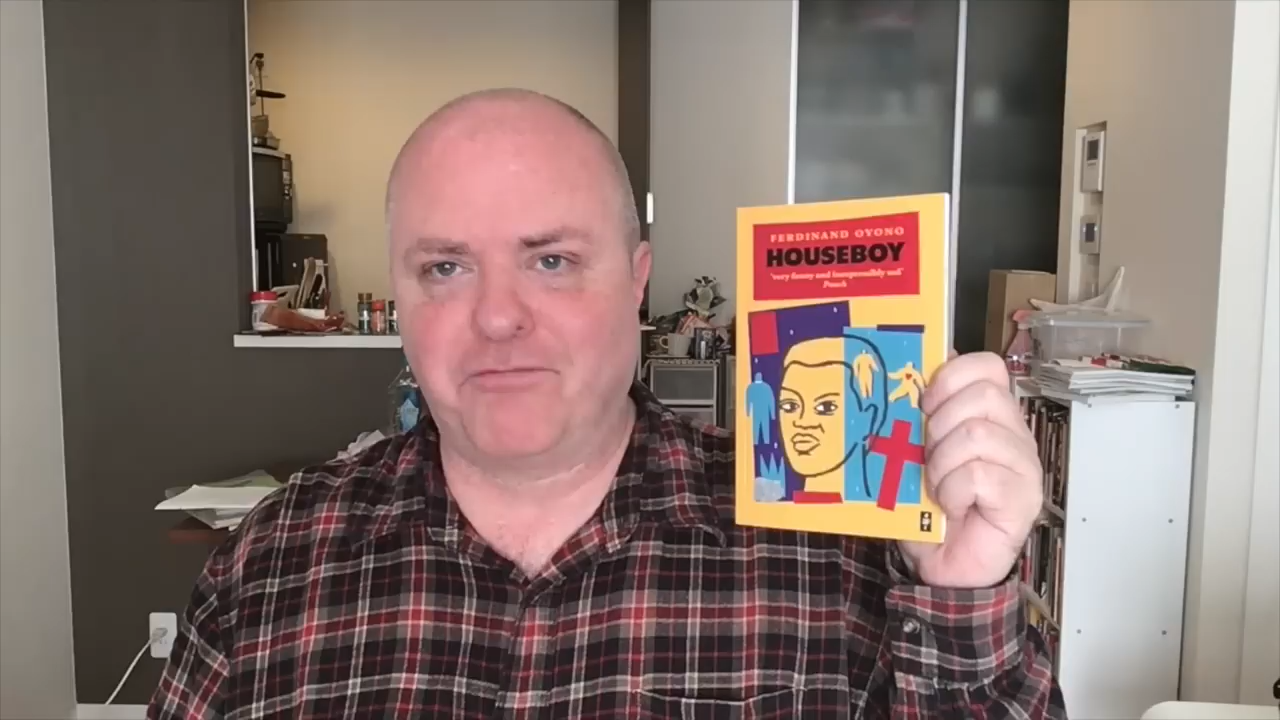 FERDINAND OYONO
HOUSEBOY
'very funny and inexpressibly sad'
Punch